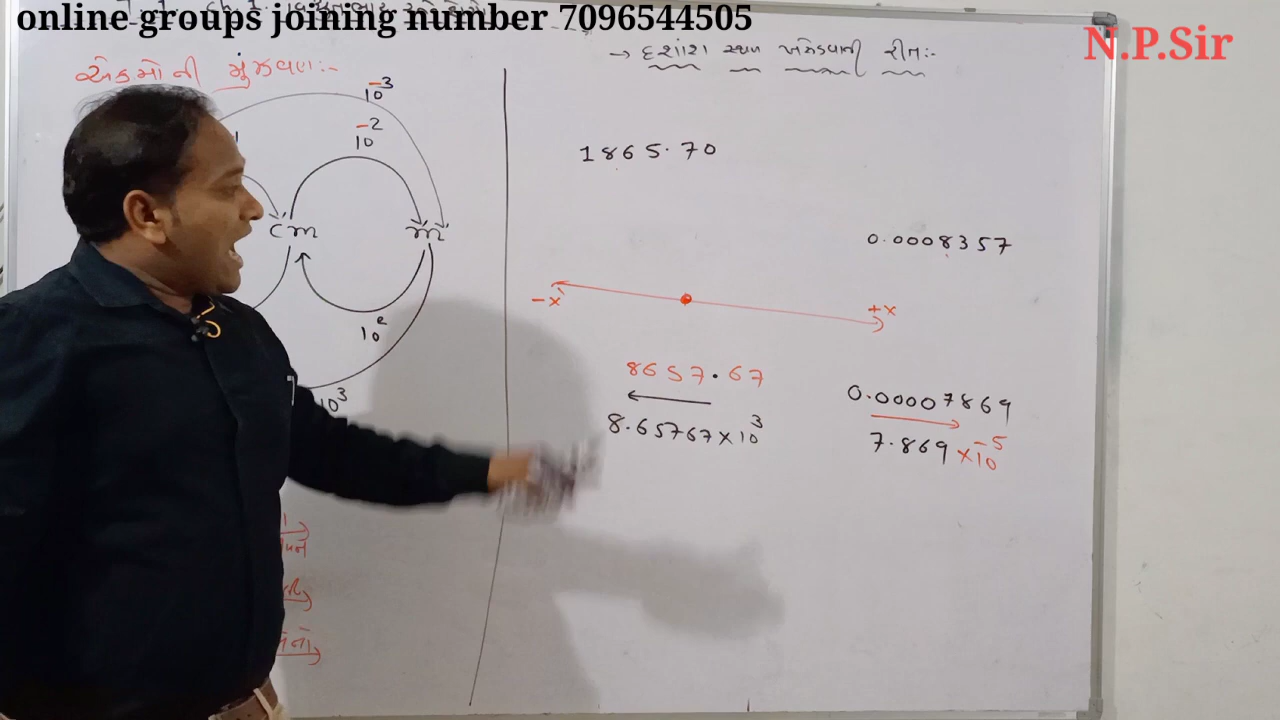 online groups joining number 7096544505
N.P.Sir
એકમો ની મુંઝવણ:-
10⁻³
10⁻²
cm
m
10²
10³
→ દશાંશ સ્થળ ખસેડવાની રીત:-
1865.70
0.0008357
-x +x
8657.67
8.65767×10³
0.00007869
7.869×10⁻⁵